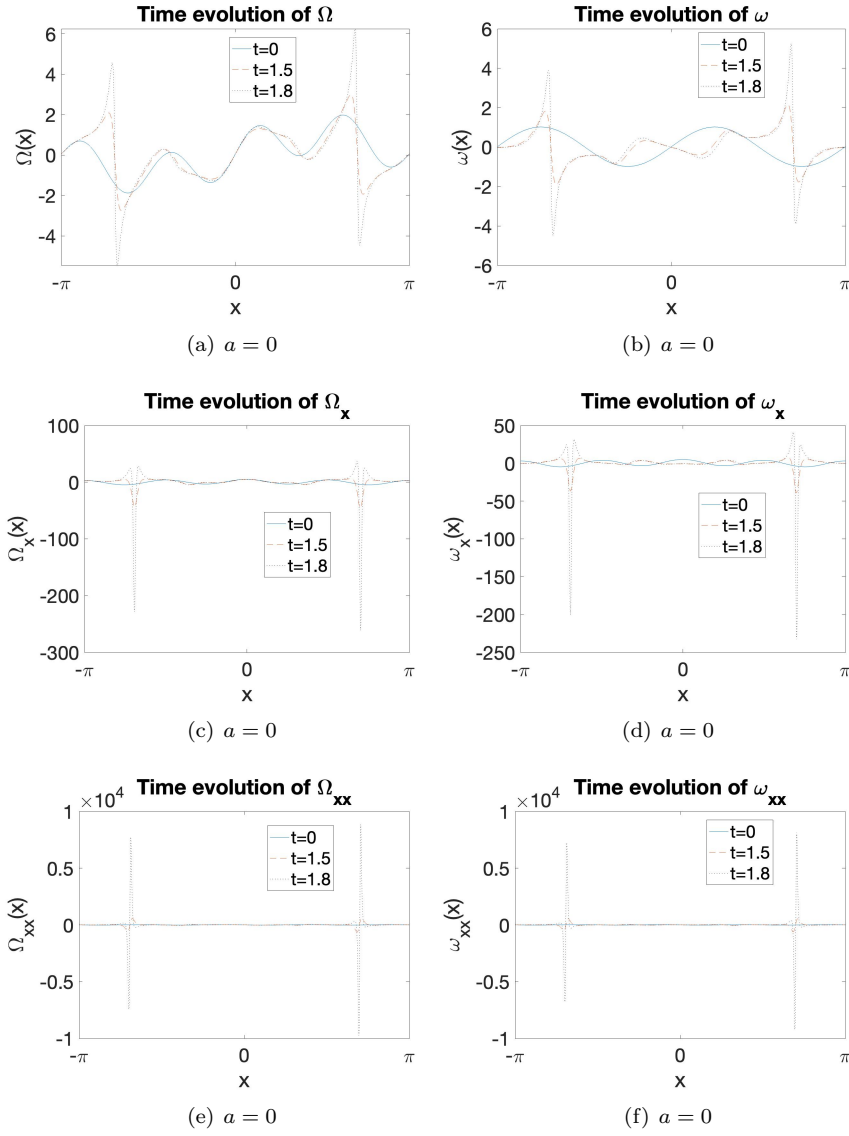 Time evolution of Ω
6
4
2
0
-2
-4
Ω(x)
t=0
t=1.5
t=1.8
-π
0
π
x
(a) a = 0
Time evolution of ω
6
4
2
0
-2
-4
-6
ω(x)
t=0
t=1.5
t=1.8
-π
0
π
x
(b) a = 0
Time evolution of Ωx
100
0
-100
-200
-300
Ωx(x)
t=0
t=1.5
t=1.8
-π
0
π
x
(c) a = 0
Time evolution of ωx
50
0
-50
-100
-150
-200
-250
ωx(x)
t=0
t=1.5
t=1.8
-π
0
π
x
(d) a = 0
Time evolution of Ωxx
×10⁴
1
0.5
0
-0.5
-1
Ωxx(x)
t=0
t=1.5
t=1.8
-π
0
π
x
(e) a = 0
Time evolution of ωxx
×10⁴
1
0.5
0
-0.5
-1
ωxx(x)
t=0
t=1.5
t=1.8
-π
0
π
x
(f) a = 0